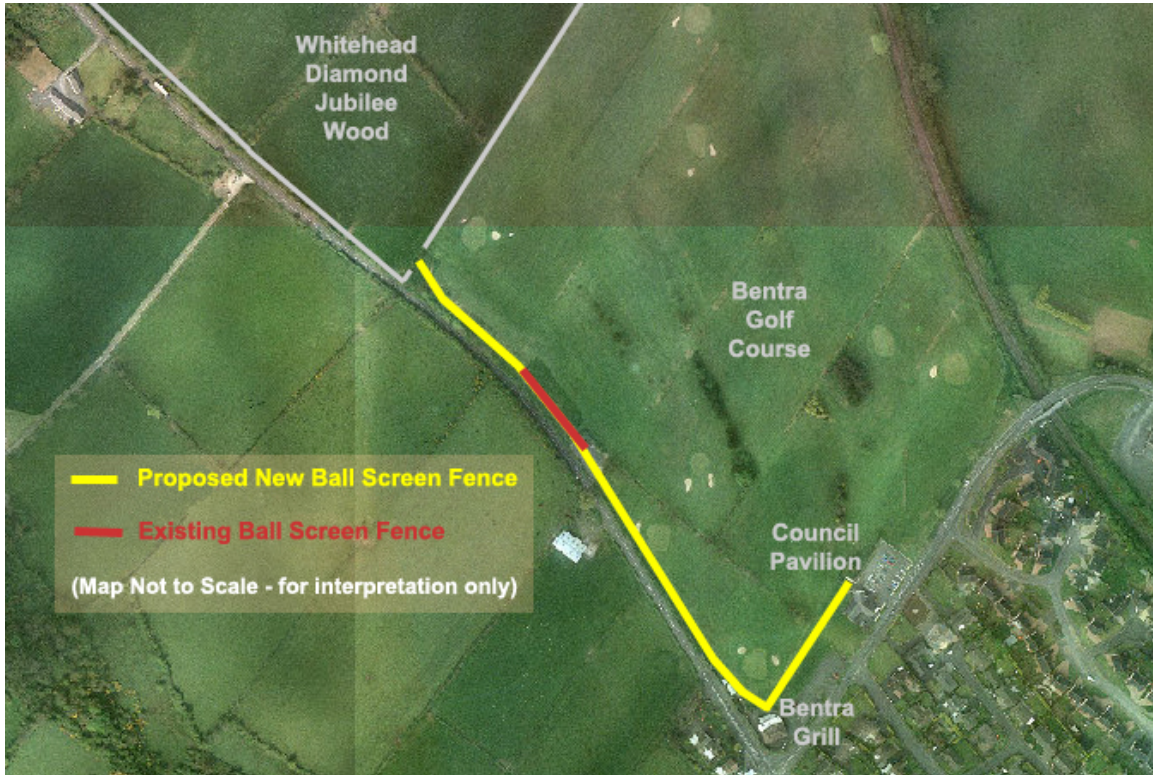 Whitehead
Diamond
Jubilee
Wood
Bentra
Golf
Course
Proposed New Ball Screen Fence
Existing Ball Screen Fence
(Map Not to Scale - for interpretation only)
Council
Pavilion
Bentra
Grill